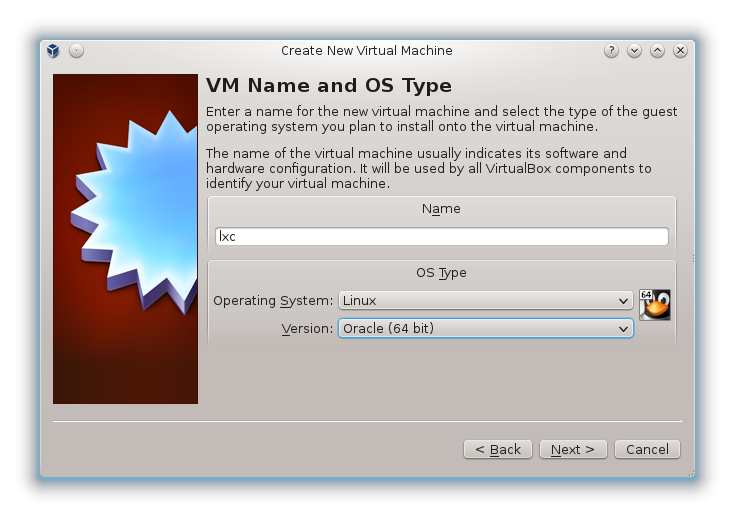 Create New Virtual Machine
VM Name and OS Type
Enter a name for the new virtual machine and select the type of the guest
operating system you plan to install onto the virtual machine.
The name of the virtual machine usually indicates its software and
hardware configuration. It will be used by all VirtualBox components to
identify your virtual machine.
Name
lxc
OS Type
Operating System: Linux
64
Version: Oracle (64 bit)
< Back Next > Cancel